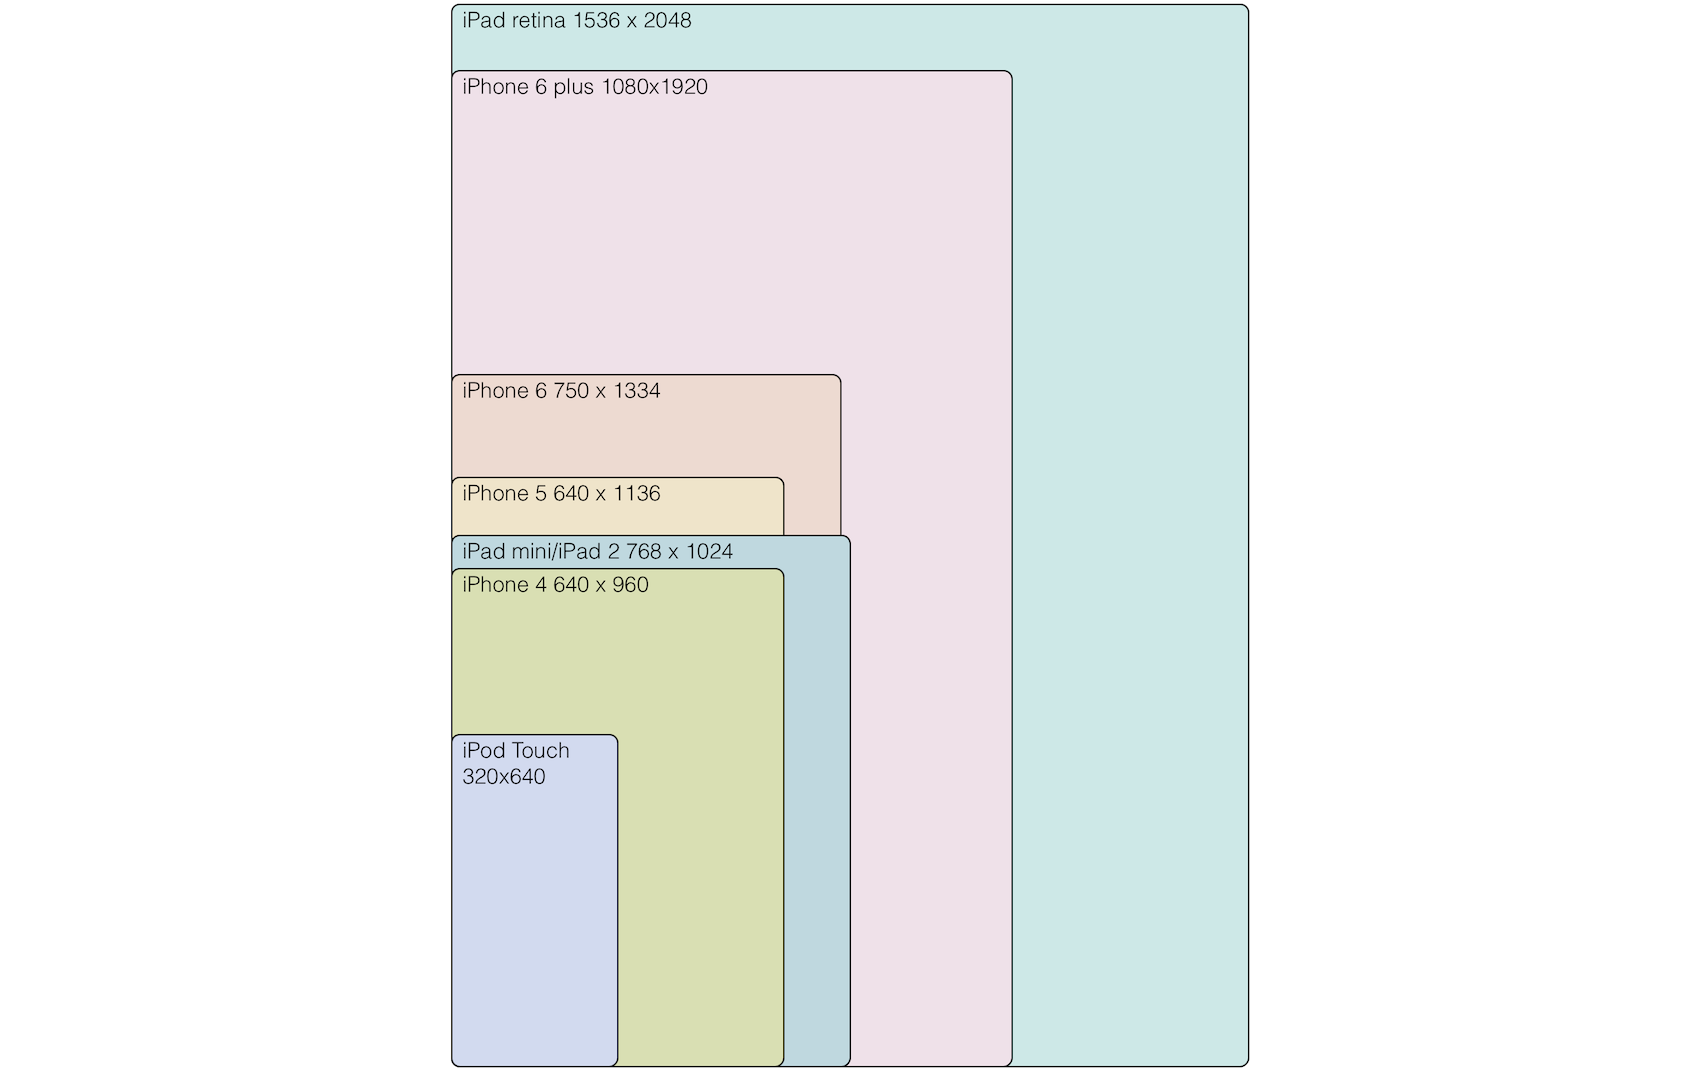 iPad retina 1536 x 2048
iPhone 6 plus 1080x1920
iPhone 6 750 x 1334
iPhone 5 640 x 1136
iPad mini/iPad 2 768 x 1024
iPhone 4 640 x 960
iPod Touch
320x640